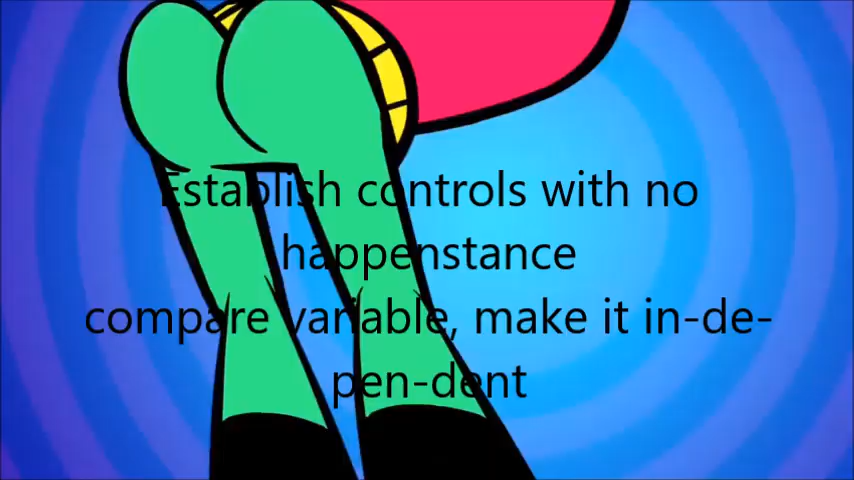 Establish controls with no
happenstance
compare variable, make it in-de-
pen-dent